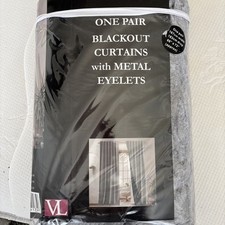 ONE PAIR
BLACKOUT
CURTAINS
with METAL
EYELETS
VL